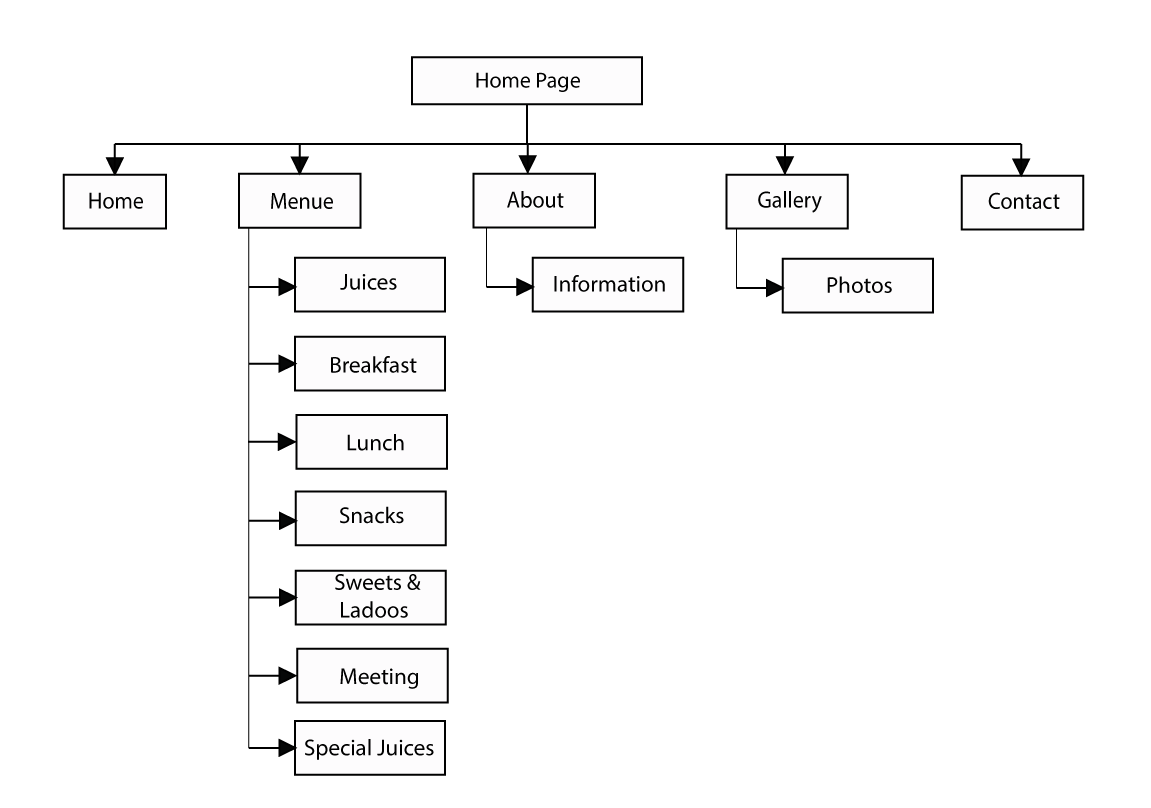 Home Page
Home
Menue
About
Gallery
Contact
Juices
Information
Photos
Breakfast
Lunch
Snacks
Sweets &
Ladoos
Meeting
Special Juices